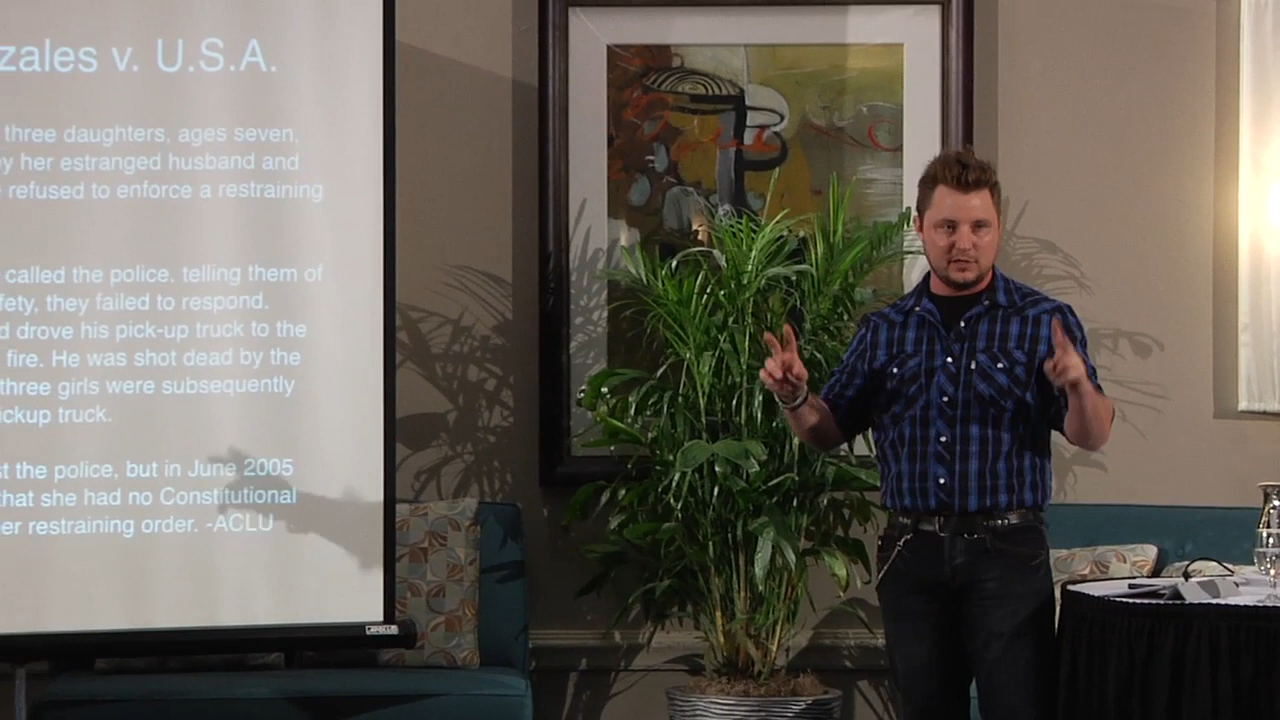 zales v. U.S.A.
three daughters, ages seven,
y her estranged husband and
refused to enforce a restraining
called the police, telling them of
fety, they failed to respond.
d drove his pick-up truck to the
fire. He was shot dead by the
three girls were subsequently
ickup truck.
st the police, but in June 2005
that she had no Constitutional
er restraining order. -ACLU
APOLLO